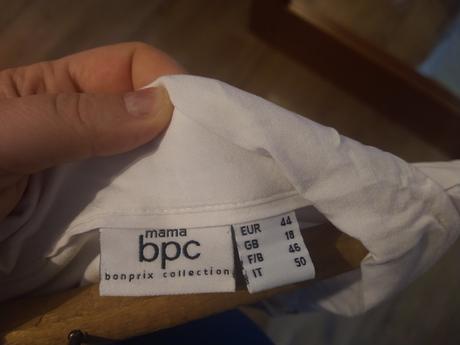 mama
bpc
bonprix collection
EUR 44
GB 18
F/B 46
IT 50